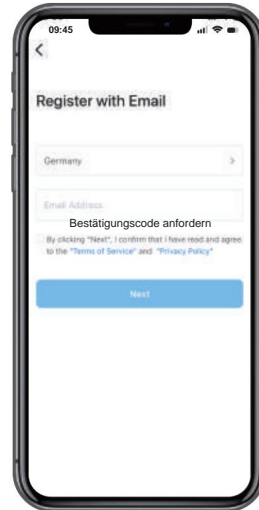 09:45
Register with Email
Germany
Email Address
Bestätigungscode anfordern
By clicking "Next", I confirm that I have read and agree
to the "Terms of Service" and "Privacy Policy"
Next